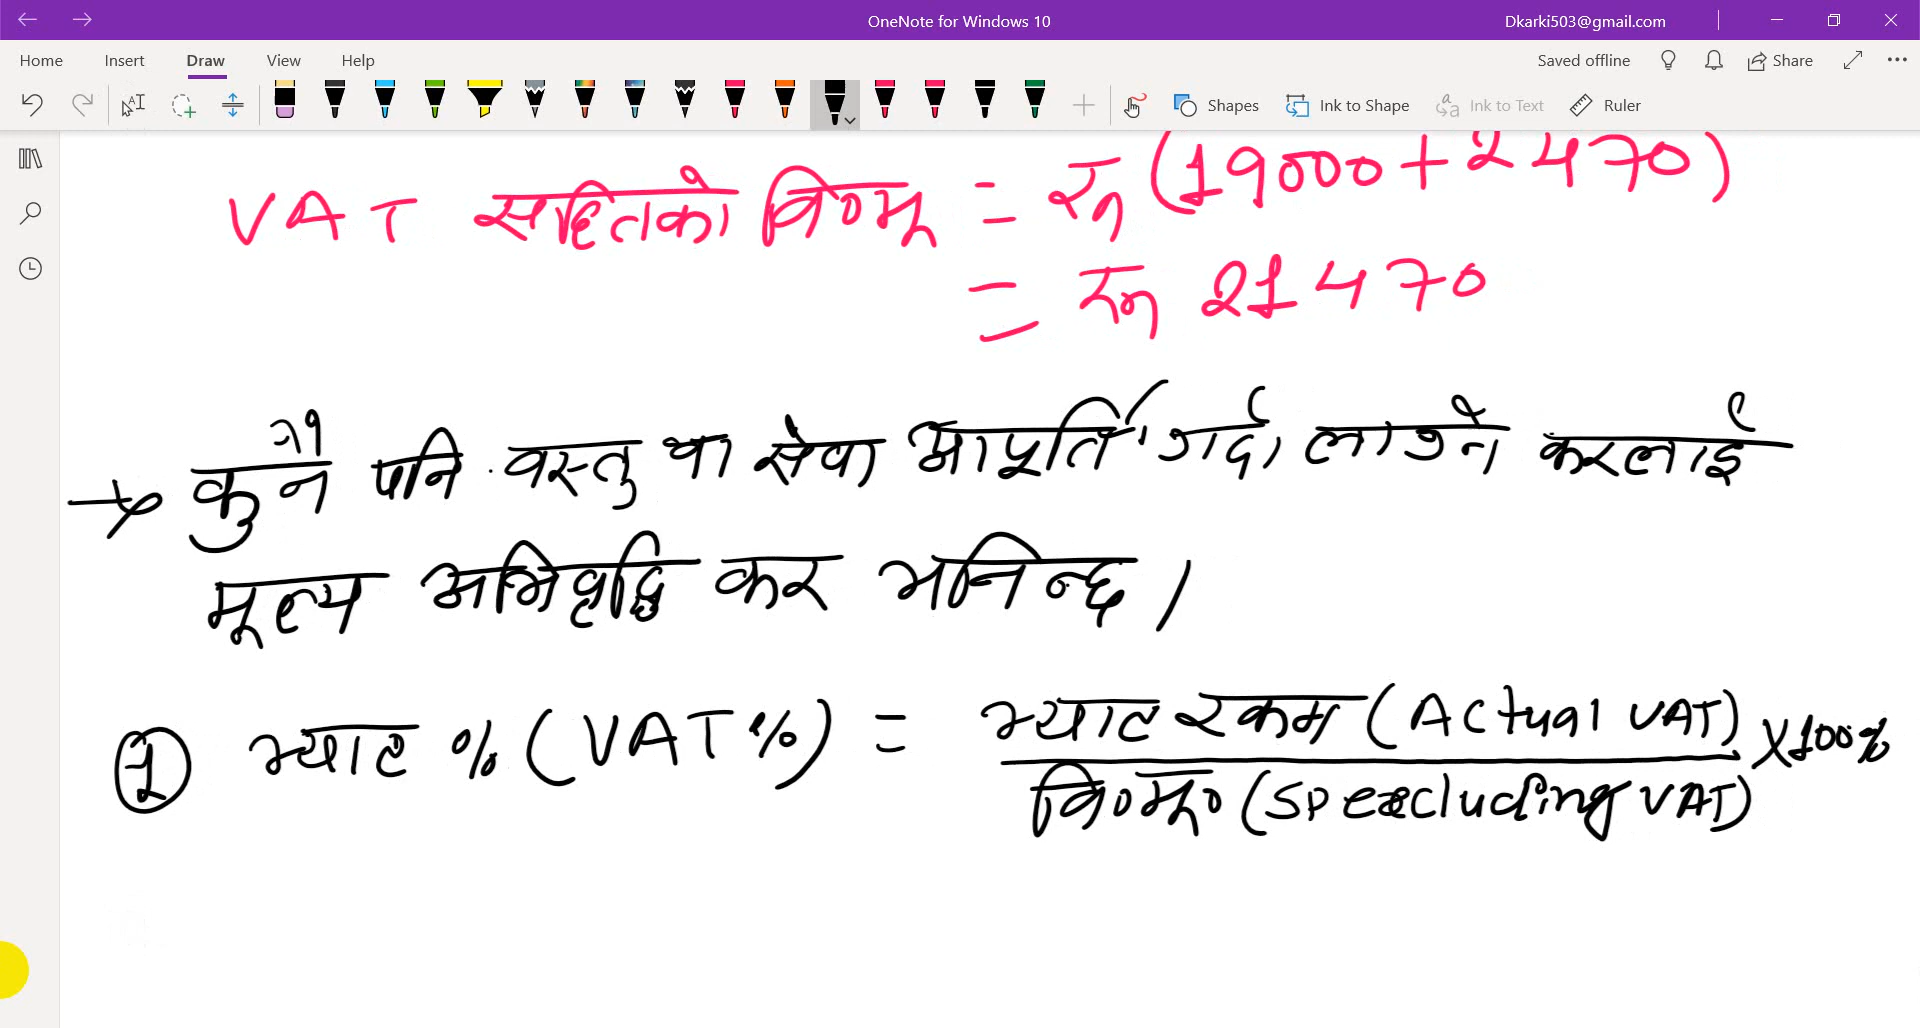 OneNote for Windows 10
Dkarki503@gmail.com
Home Insert Draw View Help
Saved offline Share
Shapes Ink to Shape Ink to Text Ruler
VAT सहितको वि०मू = रु (19000+2470)
= रु 21470
→ कुनै पनि वस्तु वा सेवा आपूर्ति गर्दा लाग्ने करलाई
मूल्य अभिवृद्धि कर भनिन्छ ।
1 भ्याट % (VAT %) = भ्याट रकम (Actual VAT) X100%
वि०मू० (SP excluding VAT)